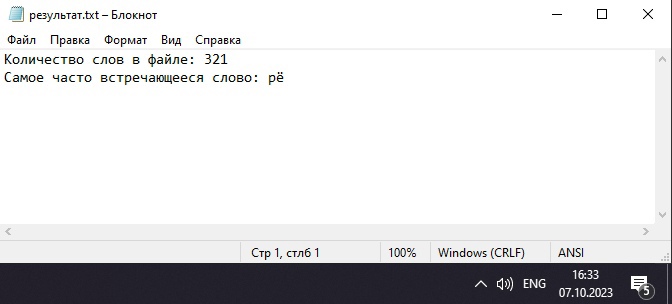 результат.txt – Блокнот
Файл Правка Формат Вид Справка
Количество слов в файле: 321
Самое часто встречающееся слово: рё
Стр 1, стлб 1 100% Windows (CRLF) ANSI
ENG 16:33
07.10.2023 5